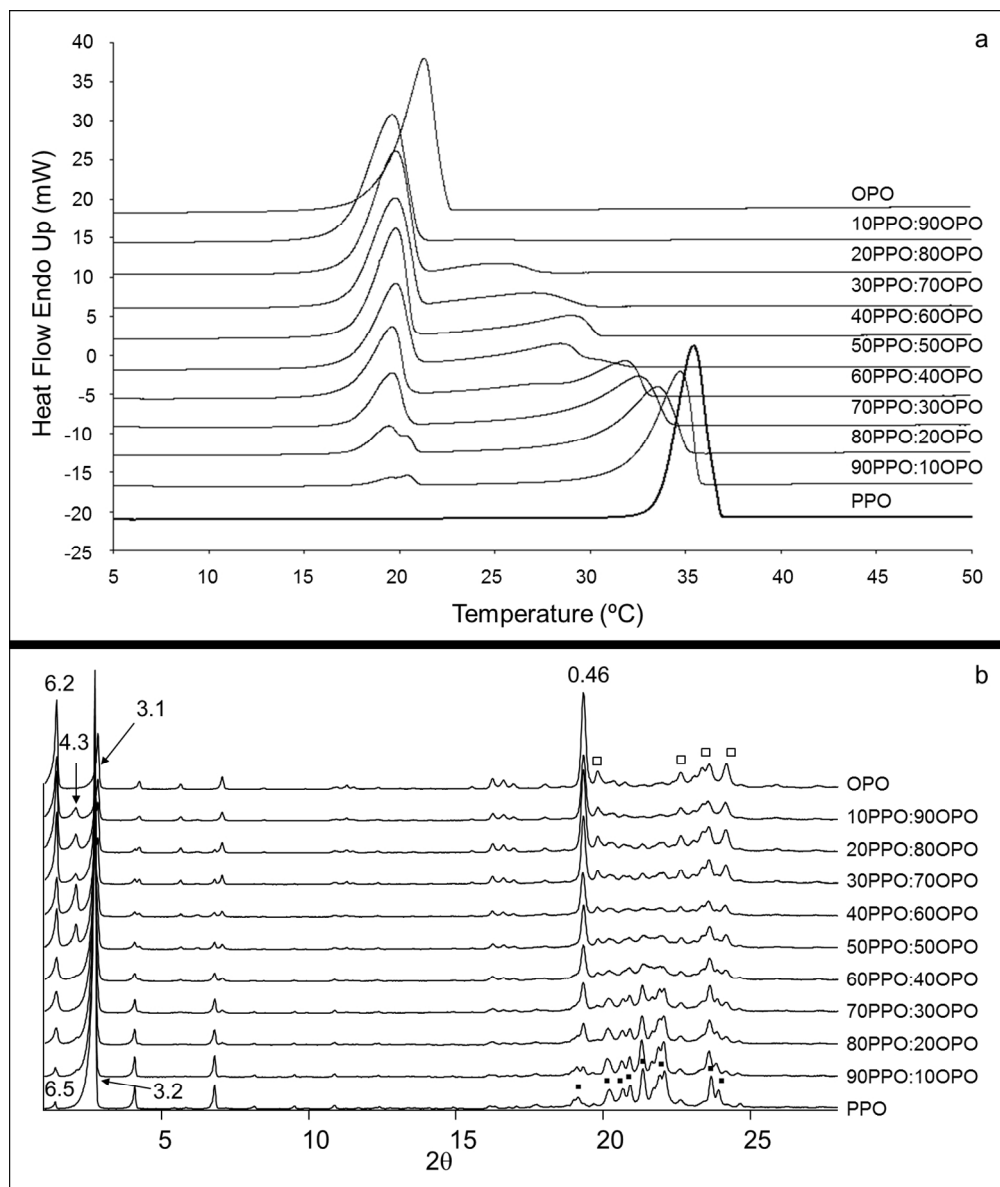 a
40
35
30
25
20
15
10
5
0
-5
-10
-15
-20
-25
Heat Flow Endo Up (mW)
OPO
10PPO:90OPO
20PPO:80OPO
30PPO:70OPO
40PPO:60OPO
50PPO:50OPO
60PPO:40OPO
70PPO:30OPO
80PPO:20OPO
90PPO:10OPO
PPO
5 10 15 20 25 30 35 40 45 50
Temperature (ºC)
b
6.2
4.3
3.1
0.46
OPO
10PPO:90OPO
20PPO:80OPO
30PPO:70OPO
40PPO:60OPO
50PPO:50OPO
60PPO:40OPO
70PPO:30OPO
80PPO:20OPO
90PPO:10OPO
PPO
6.5
3.2
5 10 15 20 25
2θ